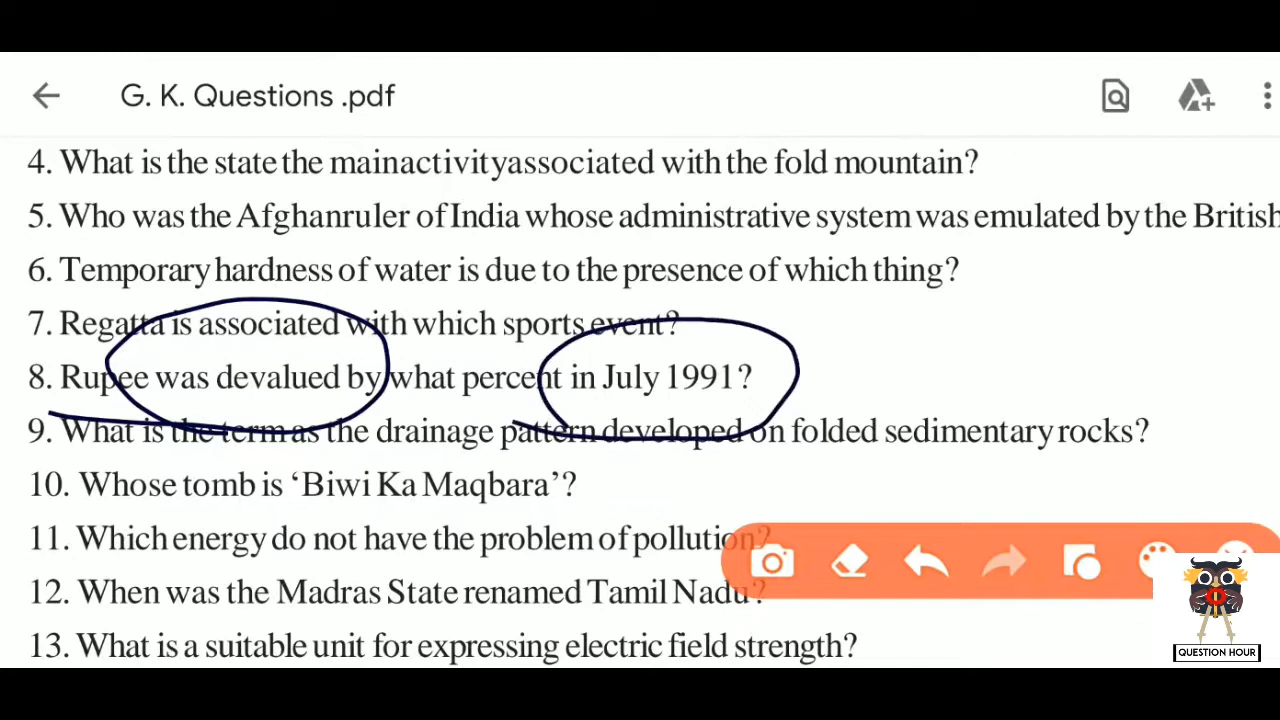 G. K. Questions .pdf
4. What is the state the mainactivityassociated with the fold mountain?
5. Who was the Afghanruler of India whose administrative system was emulated by the British
6. Temporary hardness of water is due to the presence of which thing?
7. Regatta is associated with which sports event?
8. Rupee was devalued by what percent in July 1991?
9. What is the term as the drainage pattern developed on folded sedimentary rocks?
10. Whose tomb is ‘Biwi Ka Maqbara’?
11. Which energy do not have the problem of pollution?
12. When was the Madras State renamed Tamil Nadu?
13. What is a suitable unit for expressing electric field strength?
QUESTION HOUR